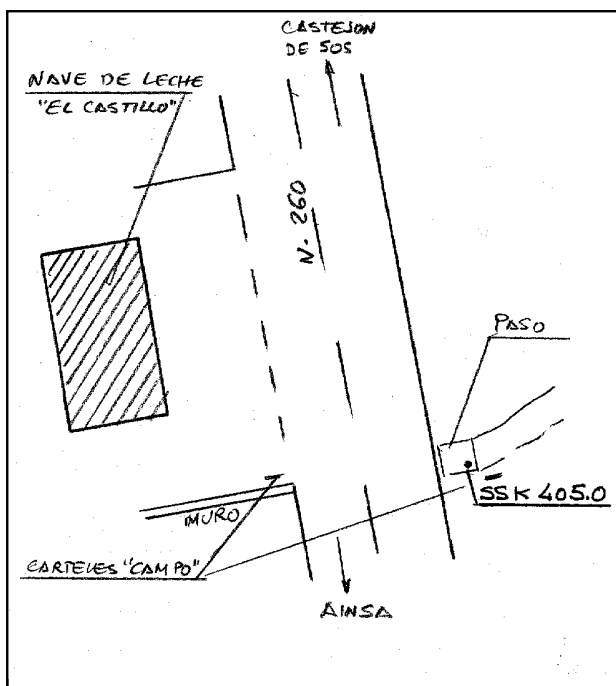 CASTEJON
DE SOS
NAVE DE LECHE
"EL CASTILLO"
N-260
PASO
SSK 405.0
MURO
CARTELES "CAMPO"
AINSA